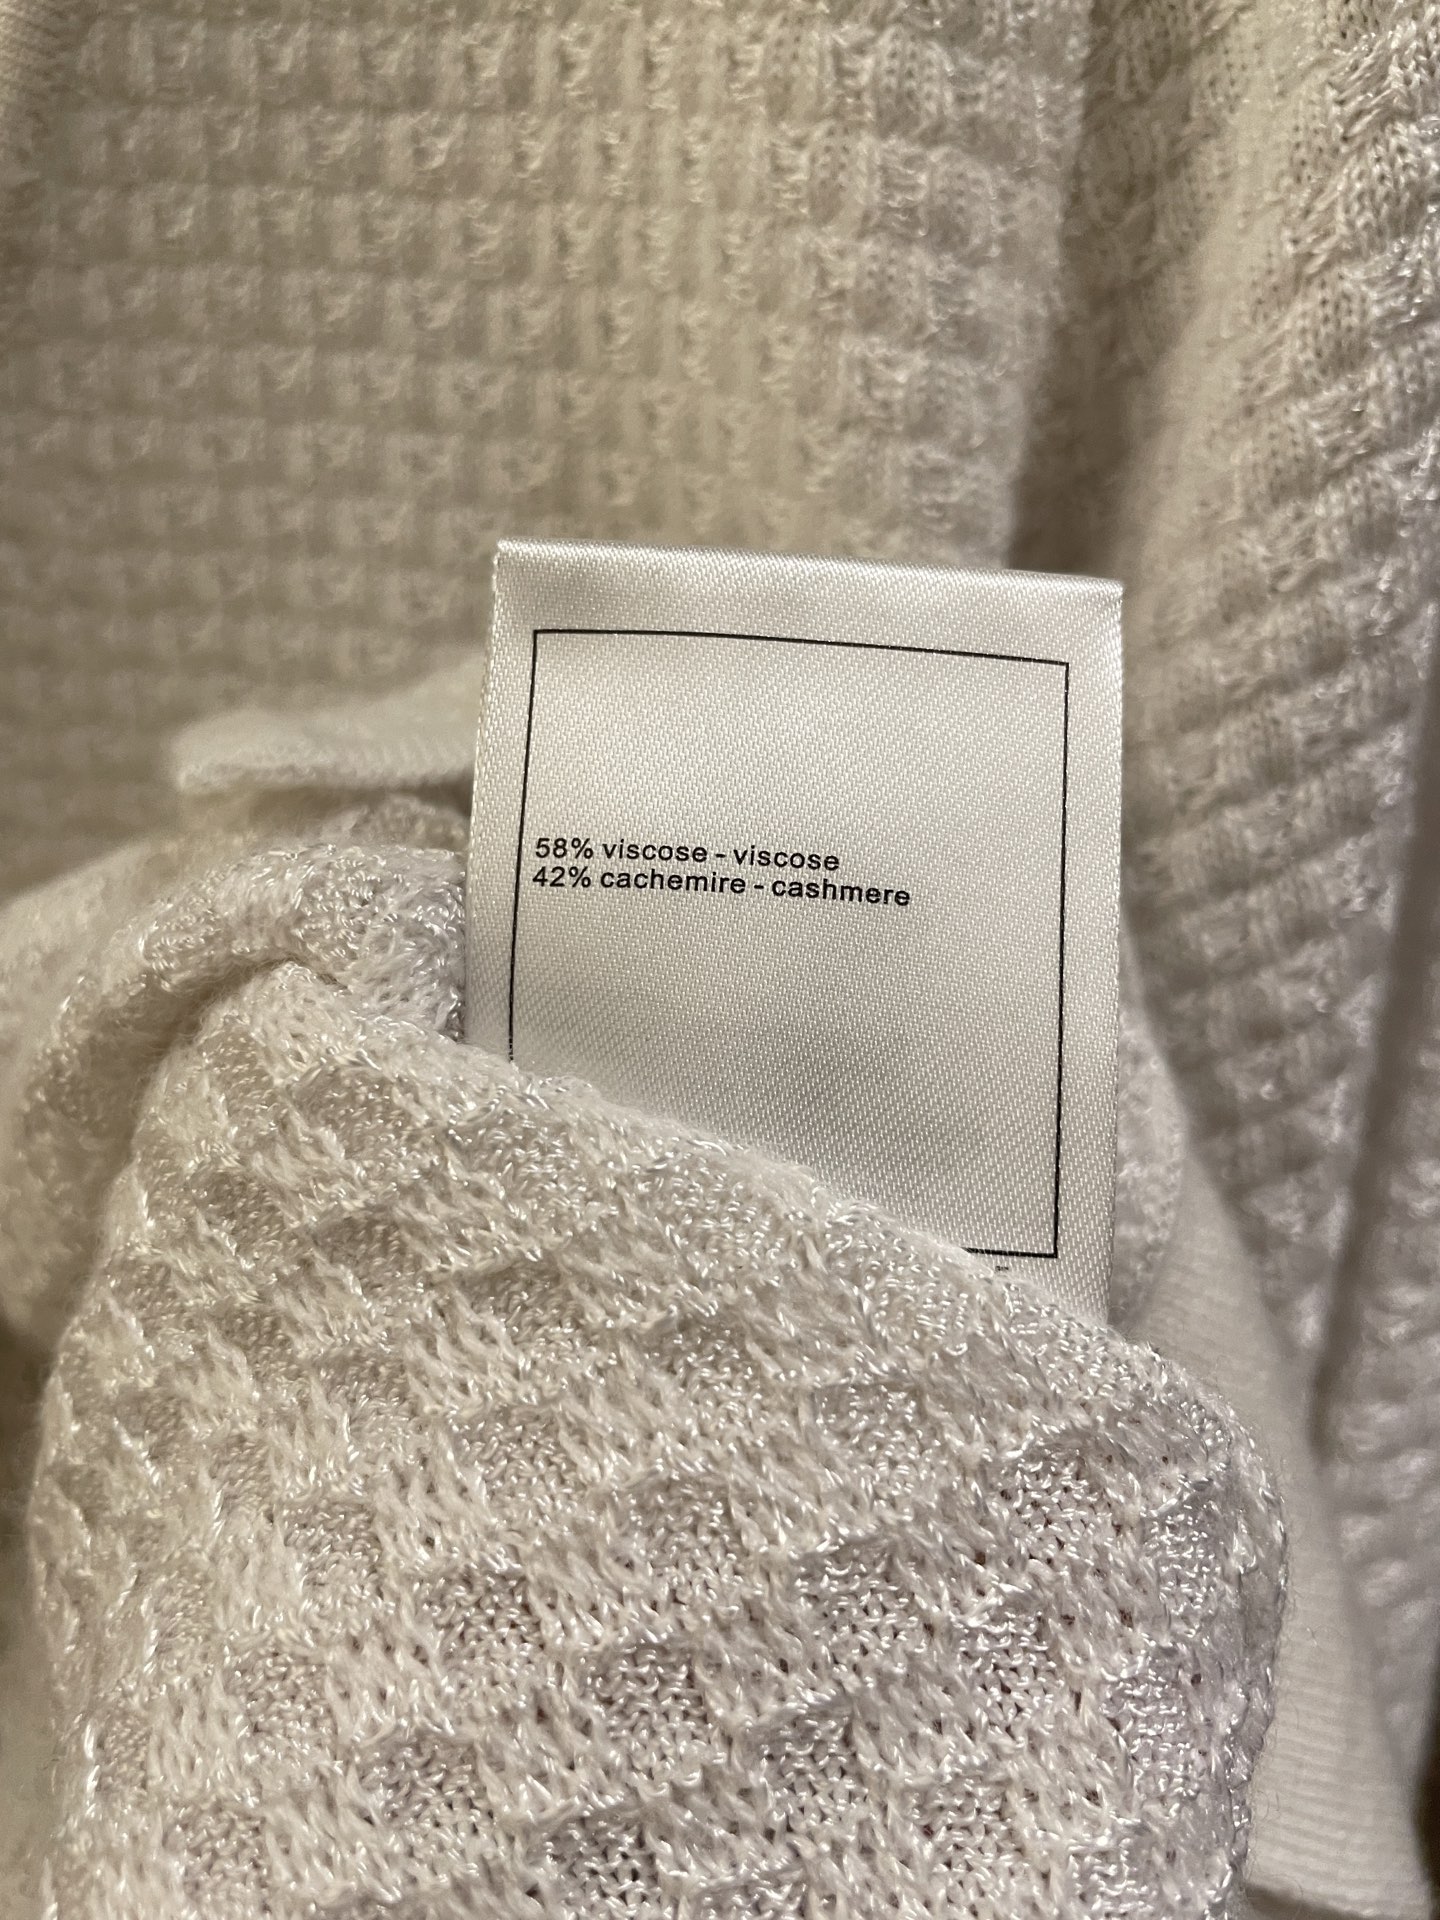 58% viscose - viscose
42% cachemire - cashmere